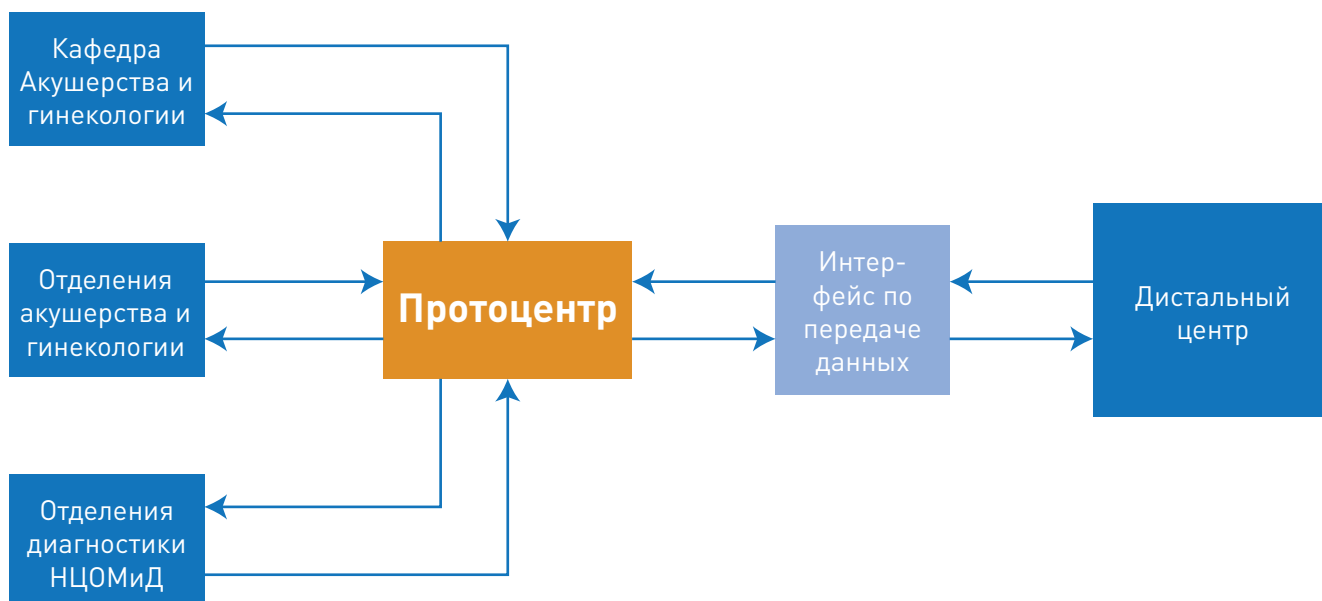 Кафедра
Акушерства и
гинекологии
Отделения
акушерства и
гинекологии
Протоцентр
Интер-
фейс по
передаче
данных
Дистальный
центр
Отделения
диагностики
НЦОМиД